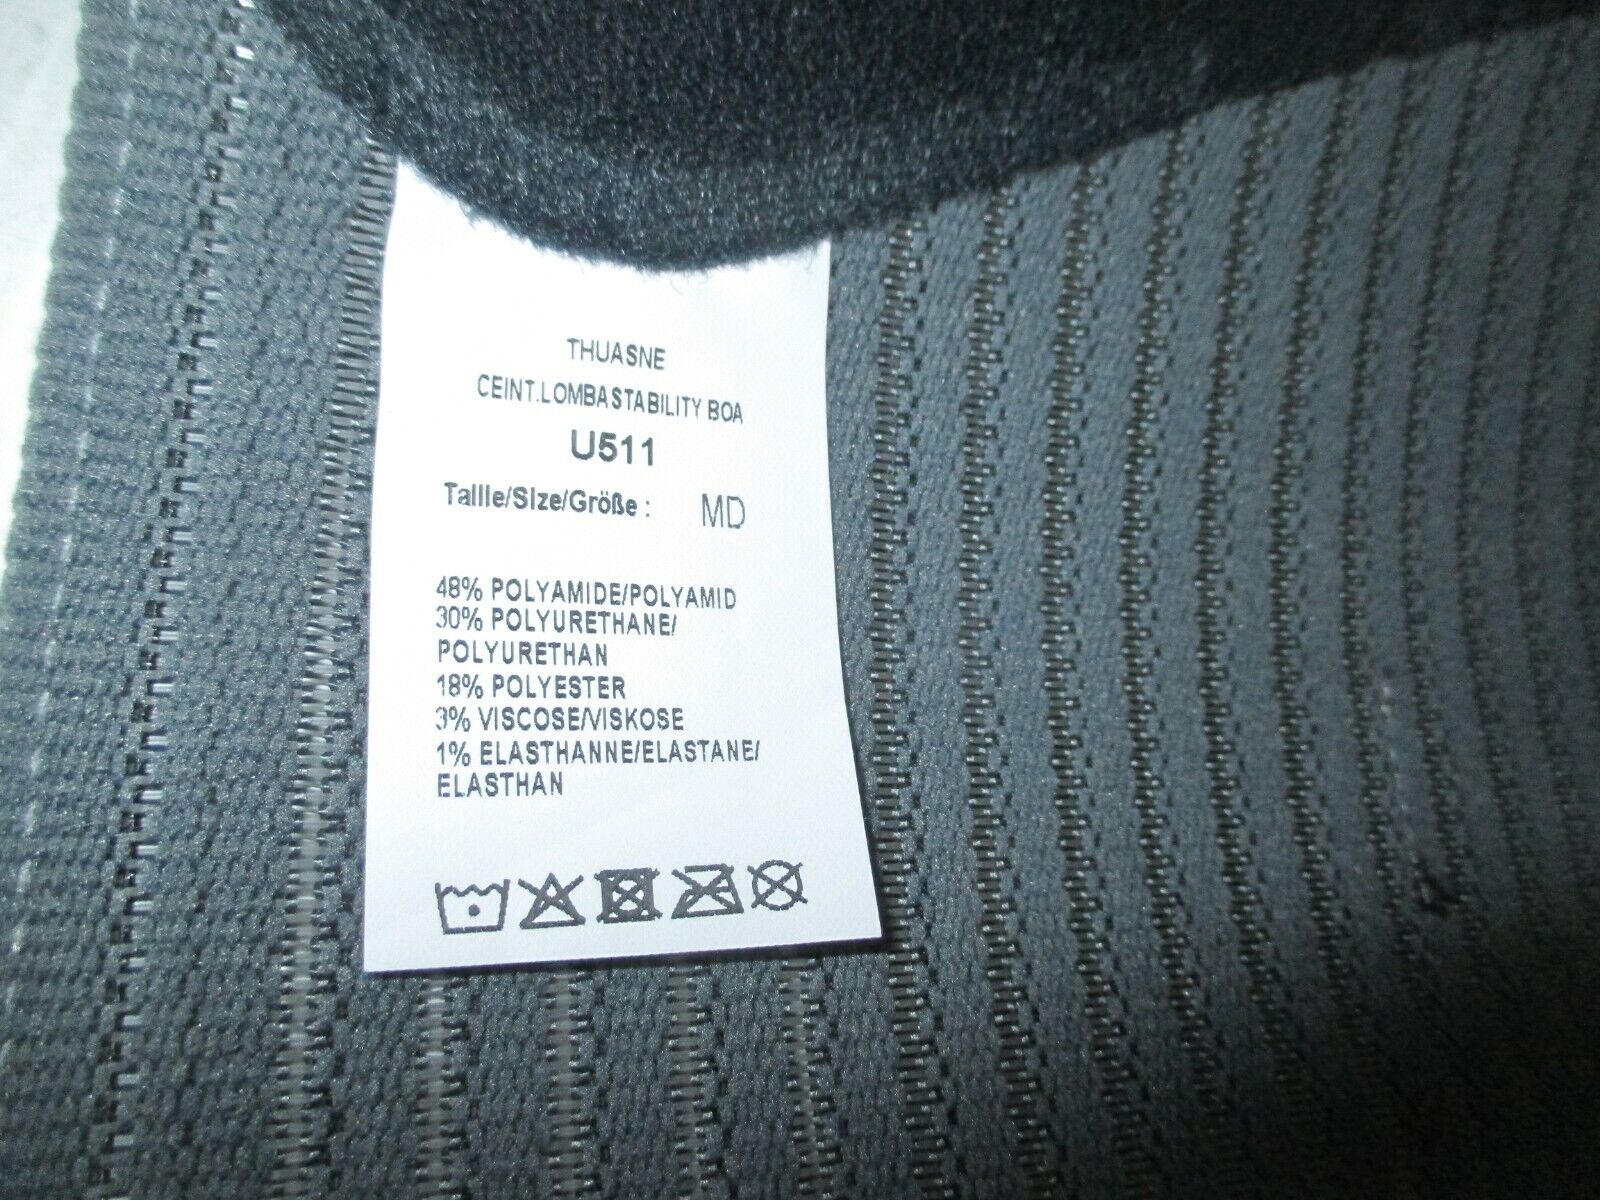 THUASNE
CEINT.LOMBASTABILITY BOA
U511
Taille/Size/Größe : MD
48% POLYAMIDE/POLYAMID
30% POLYURETHANE/
POLYURETHAN
18% POLYESTER
3% VISCOSE/VISKOSE
1% ELASTHANNE/ELASTANE/
ELASTHAN